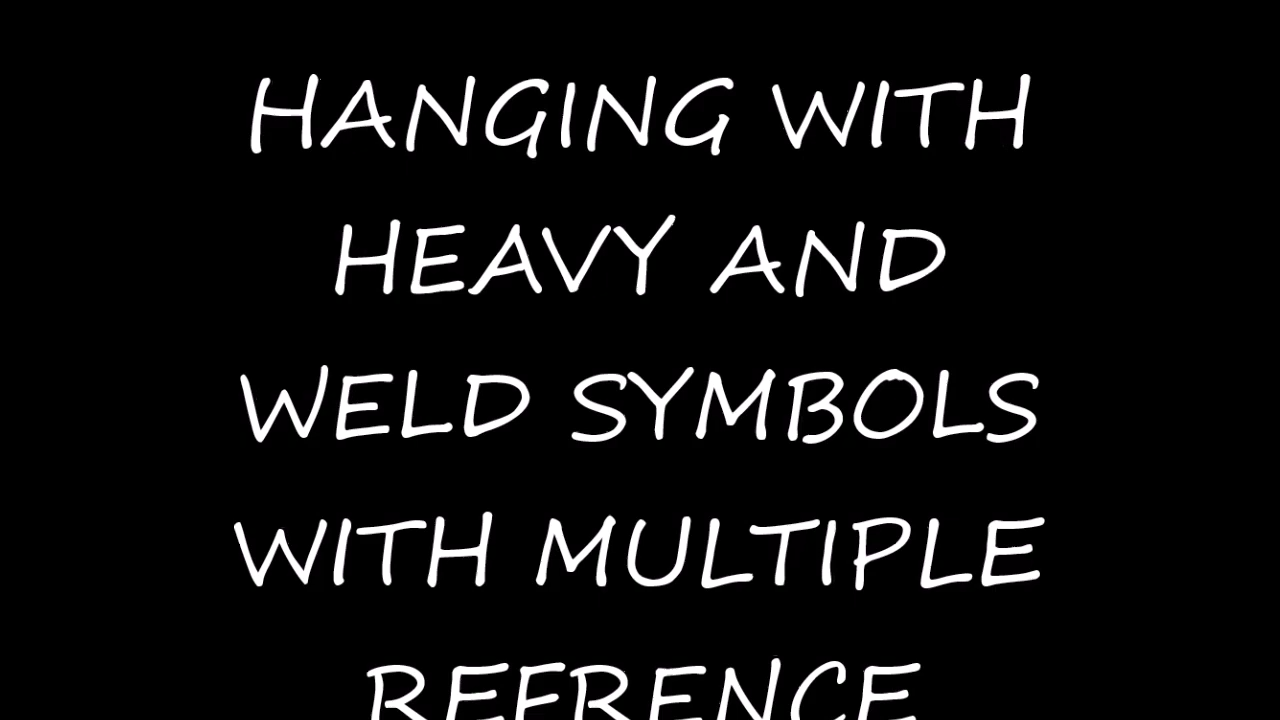 HANGING WITH
HEAVY AND
WELD SYMBOLS
WITH MULTIPLE
REFRENCE